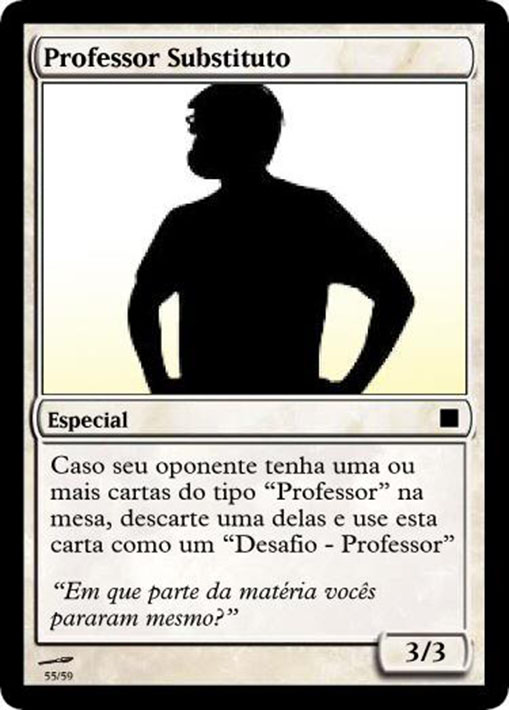 Professor Substituto
Especial
Caso seu oponente tenha uma ou
mais cartas do tipo “Professor” na
mesa, descarte uma delas e use esta
carta como um “Desafio - Professor”
“Em que parte da matéria vocês
pararam mesmo?”
3/3
55/59